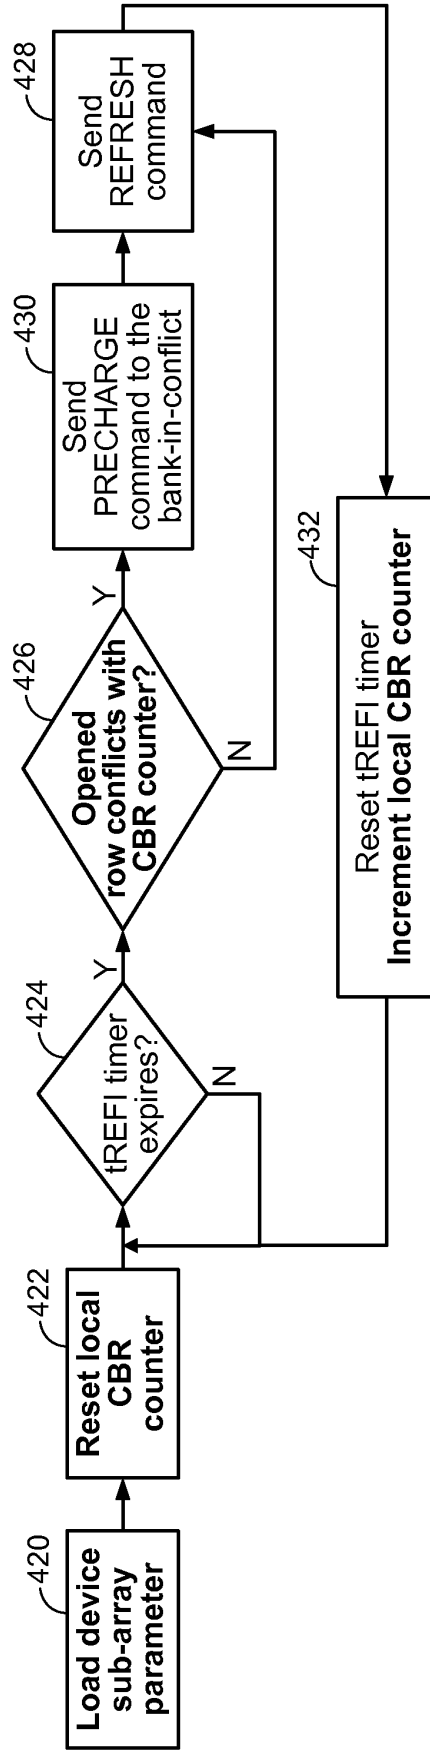 420
Load device
sub-array
parameter
422
Reset local
CBR
counter
424
tREFI timer
expires?
Y
N
426
Opened
row conflicts with
CBR counter?
Y
N
430
Send
PRECHARGE
command to the
bank-in-conflict
428
Send
REFRESH
command
432
Reset tREFI timer
Increment local CBR counter